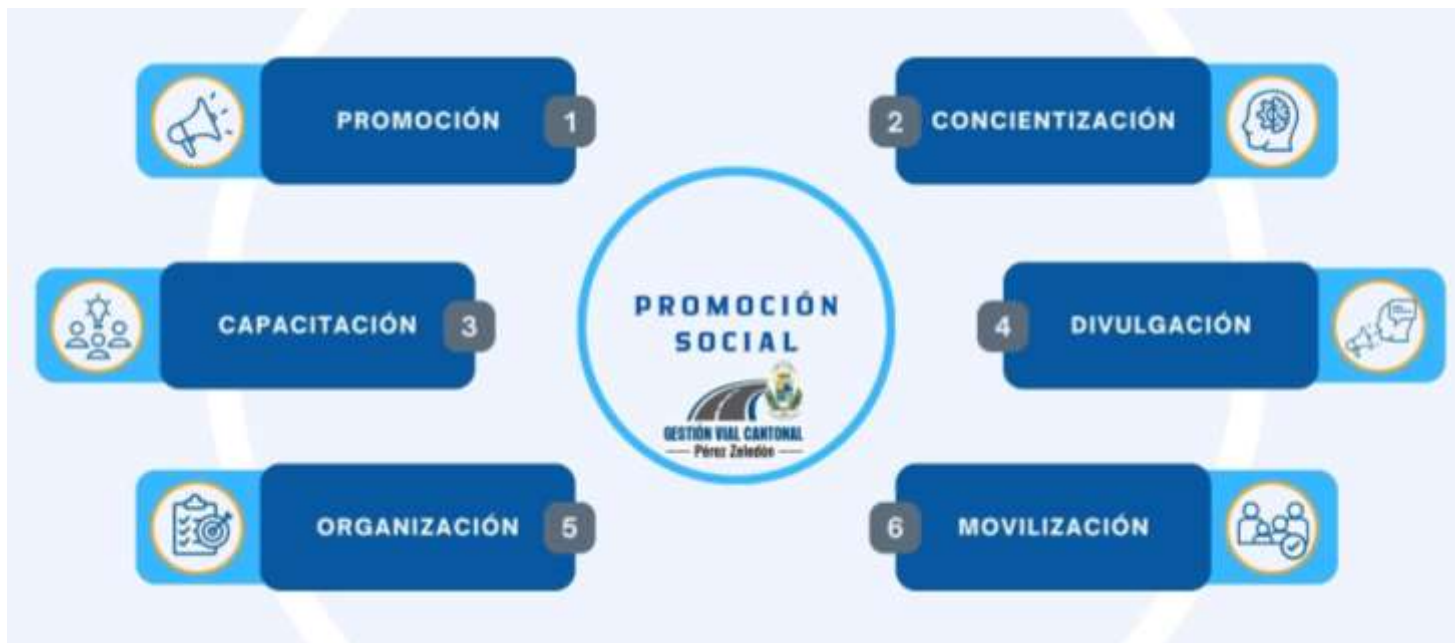 PROMOCIÓN 1
2 CONCIENTIZACIÓN
CAPACITACIÓN 3
PROMOCIÓN
SOCIAL
GESTIÓN VIAL CANTONAL
Pérez Zeledón
4 DIVULGACIÓN
ORGANIZACIÓN 5
6 MOVILIZACIÓN